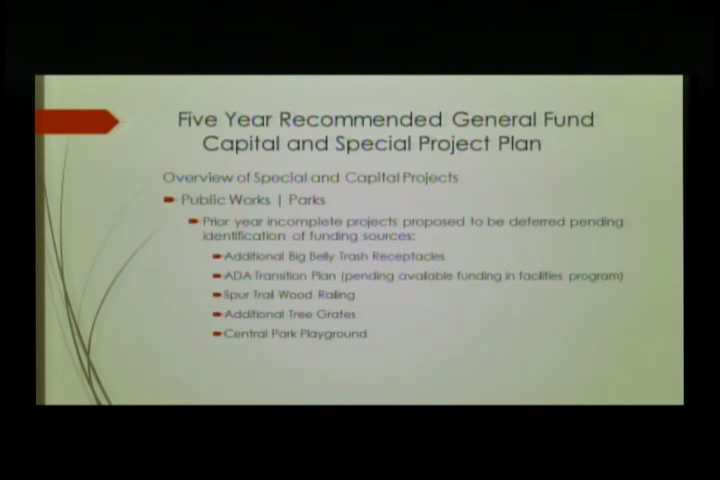 Five Year Recommended General Fund
Capital and Special Project Plan
Overview of Special and Capital Projects
Public Works | Parks
Prior year incomplete projects proposed to be deferred pending
identification of funding sources:
Additional Big Belly Trash Receptacles
ADA Transition Plan (pending available funding in facilities program)
Spur Trail Wood Railing
Additional Tree Grates
Central Park Playground